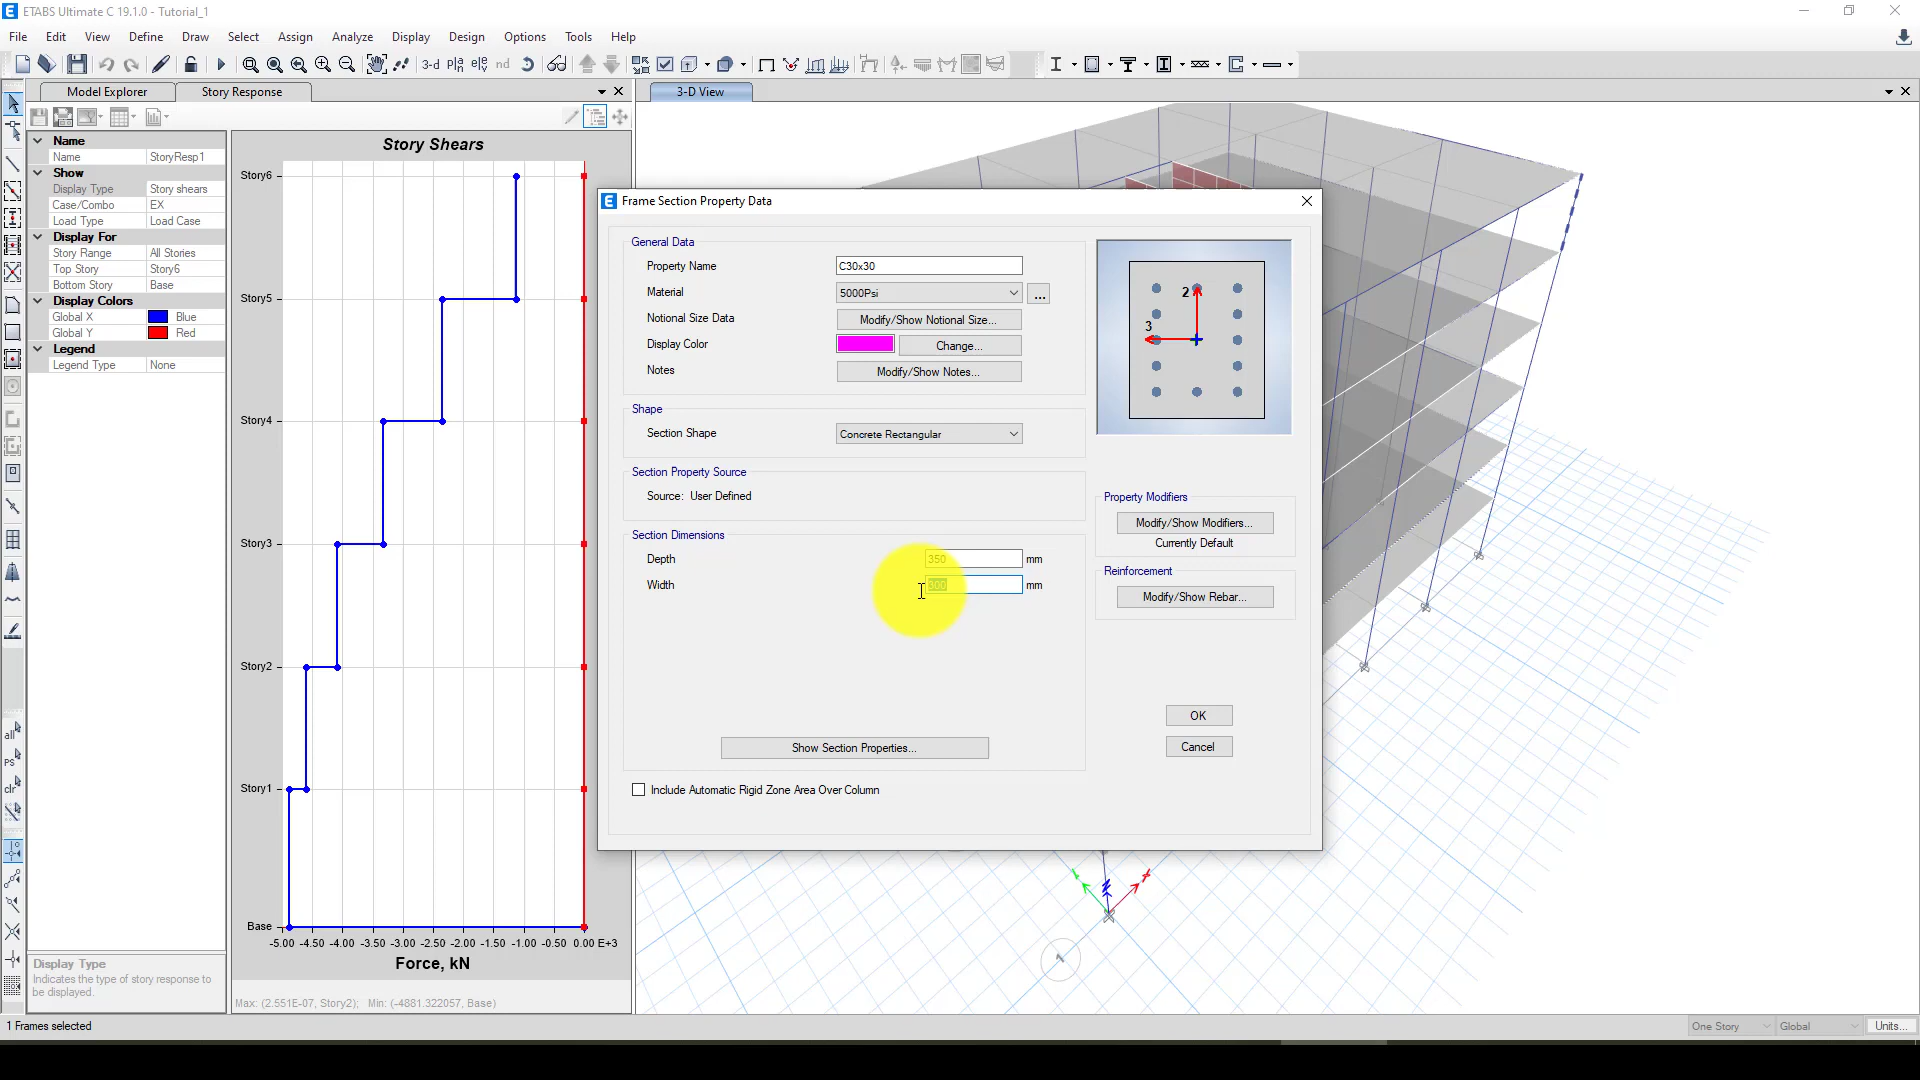 ETABS Ultimate C 19.1.0 - Tutorial_1
File Edit View Define Draw Select Assign Analyze Display Design Options Tools Help
3-d
nd
Model Explorer Story Response
3-D View
Name
Name StoryResp1
Show
Display Type Story shears
Case/Combo EX
Load Type Load Case
Display For
Story Range All Stories
Top Story Story6
Bottom Story Base
Display Colors
Global X Blue
Global Y Red
Legend
Legend Type None
Display Type
Indicates the type of story response to
be displayed.
all
PS
clr
Story Shears
Story6
Story5
Story4
Story3
Story2
Story1
Base
-5.00 -4.50 -4.00 -3.50 -3.00 -2.50 -2.00 -1.50 -1.00 -0.50 0.00 E+3
Force, kN
Max: (2.551E-07, Story2); Min: (-4881.322057, Base)
Frame Section Property Data
General Data
Property Name C30x30
Material 5000Psi ...
Notional Size Data Modify/Show Notional Size...
Display Color Change...
Notes Modify/Show Notes...
Shape
Section Shape Concrete Rectangular
Section Property Source
Source: User Defined
Section Dimensions
Depth 350 mm
Width 300 mm
Show Section Properties...
Include Automatic Rigid Zone Area Over Column
2
3
Property Modifiers
Modify/Show Modifiers...
Currently Default
Reinforcement
Modify/Show Rebar...
OK
Cancel
1 Frames selected
One Story Global Units...